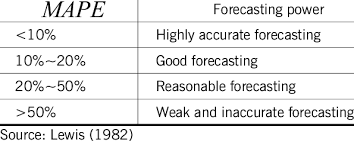 MAPE Forecasting power
<10% Highly accurate forecasting
10%~20% Good forecasting
20%~50% Reasonable forecasting
>50% Weak and inaccurate forecasting
Source: Lewis (1982)